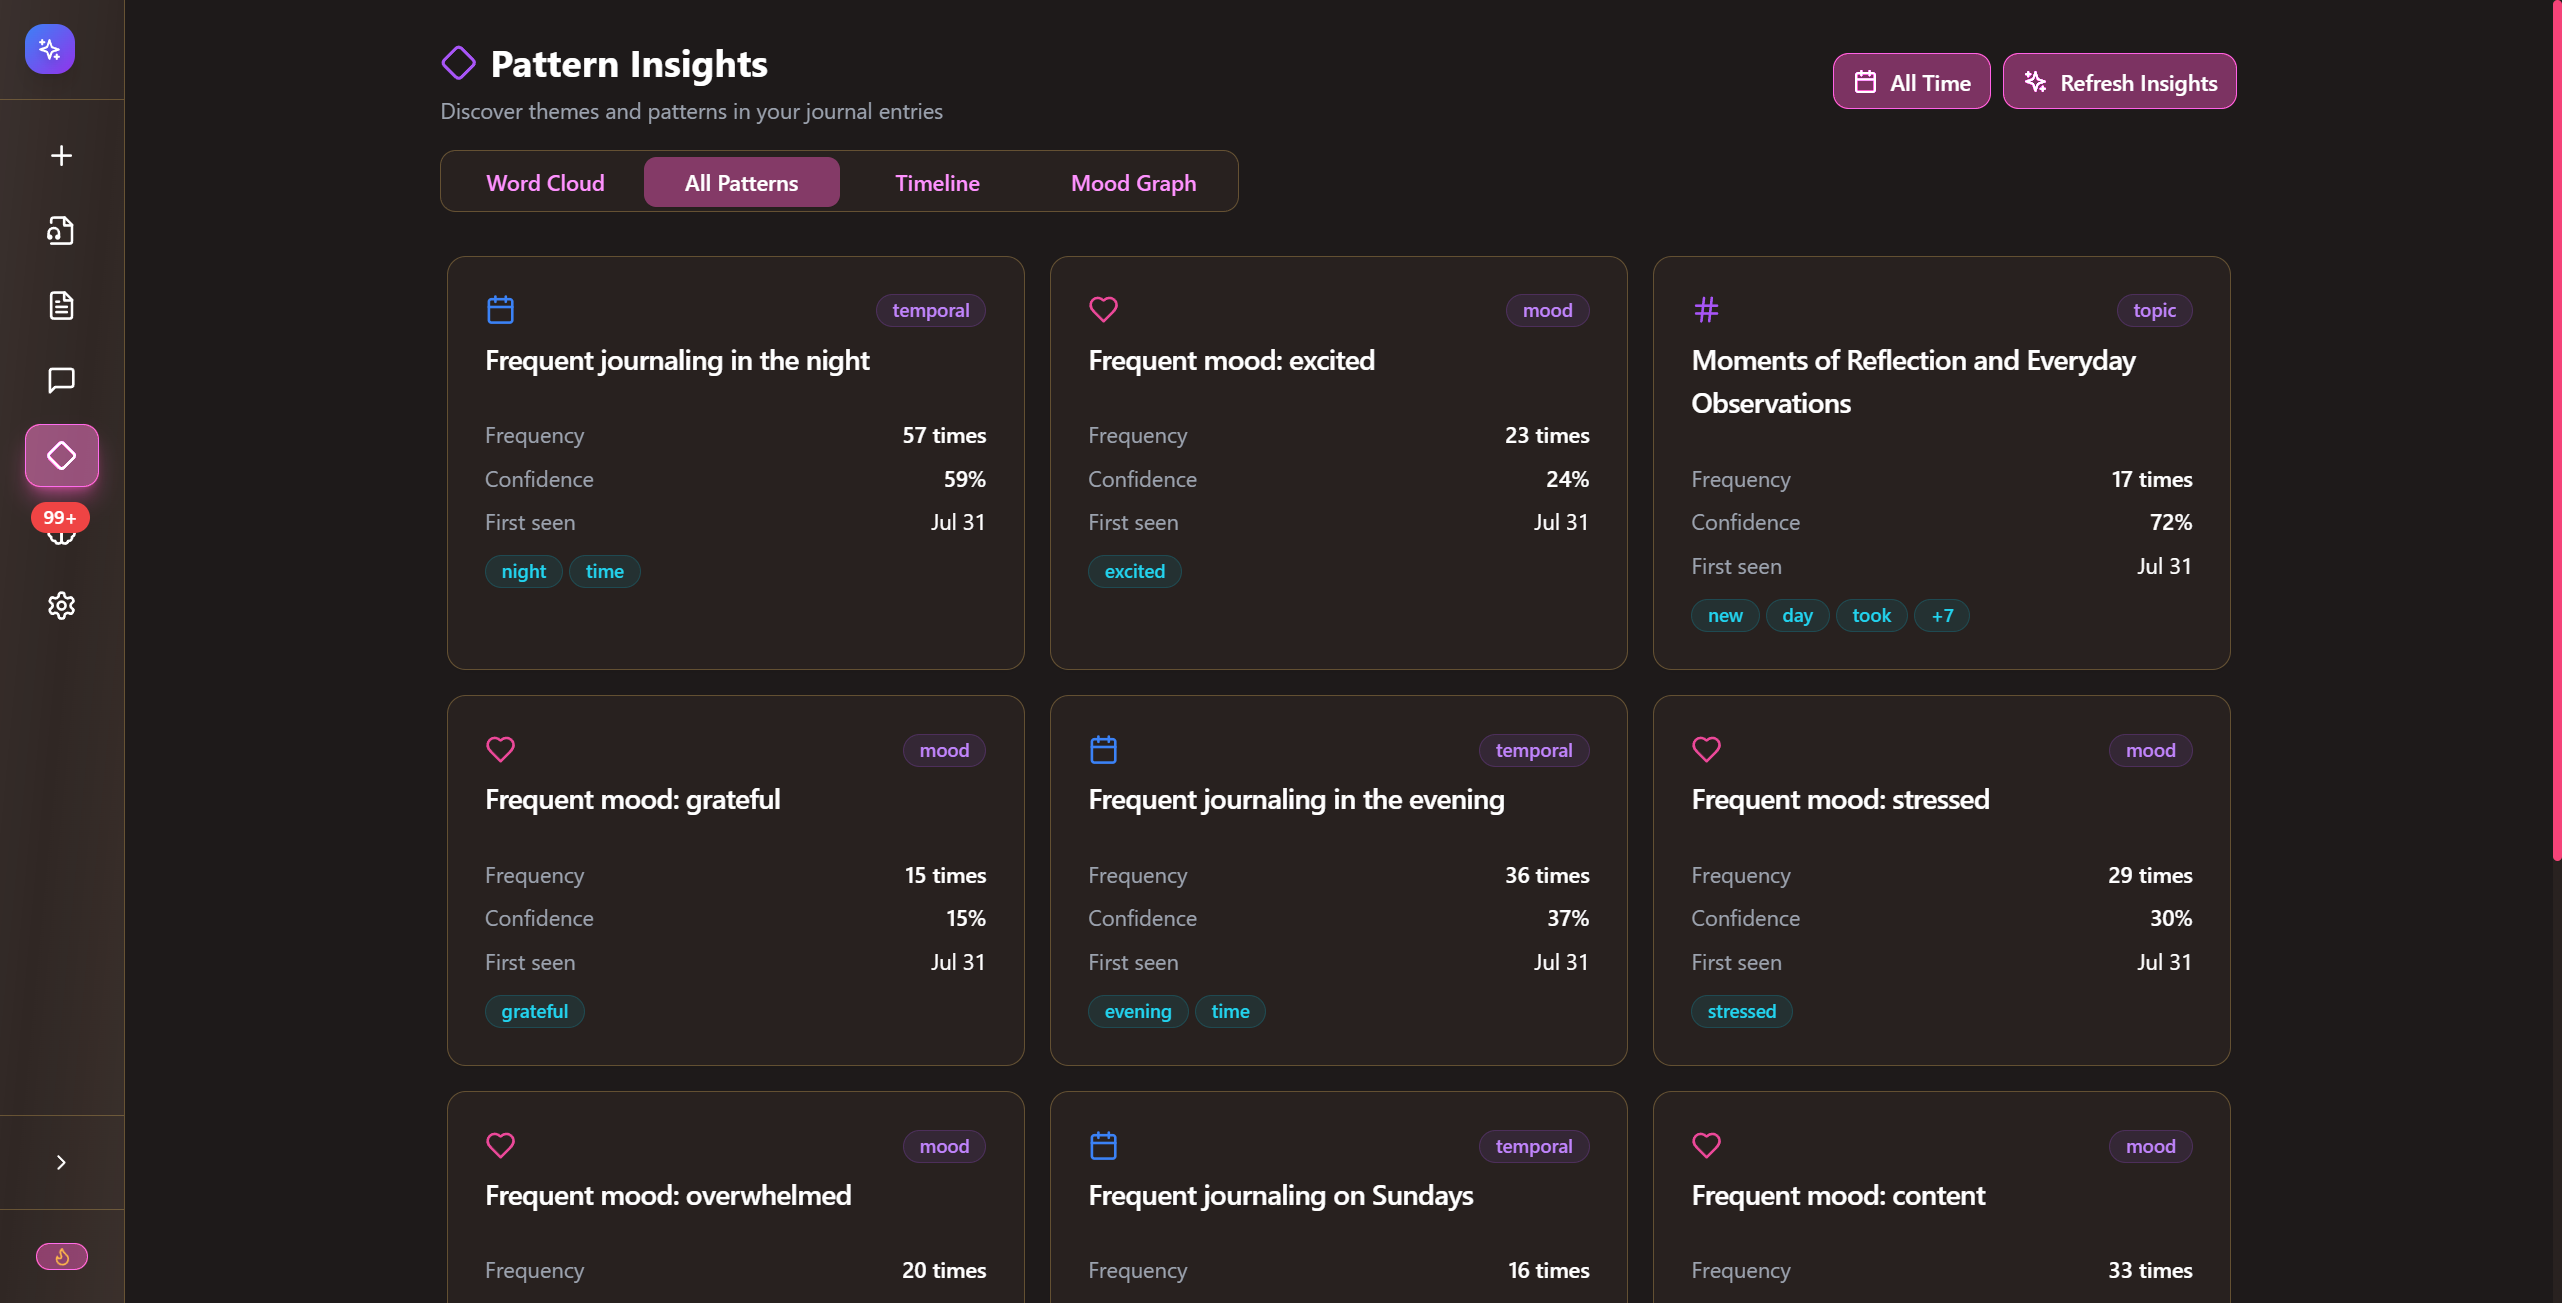 Pattern Insights
Discover themes and patterns in your journal entries
All Time
Refresh Insights
Word Cloud
All Patterns
Timeline
Mood Graph
99+
temporal
Frequent journaling in the night
Frequency 57 times
Confidence 59%
First seen Jul 31
night time
mood
Frequent mood: excited
Frequency 23 times
Confidence 24%
First seen Jul 31
excited
topic
Moments of Reflection and Everyday
Observations
Frequency 17 times
Confidence 72%
First seen Jul 31
new day took +7
mood
Frequent mood: grateful
Frequency 15 times
Confidence 15%
First seen Jul 31
grateful
temporal
Frequent journaling in the evening
Frequency 36 times
Confidence 37%
First seen Jul 31
evening time
mood
Frequent mood: stressed
Frequency 29 times
Confidence 30%
First seen Jul 31
stressed
mood
Frequent mood: overwhelmed
Frequency 20 times
temporal
Frequent journaling on Sundays
Frequency 16 times
mood
Frequent mood: content
Frequency 33 times